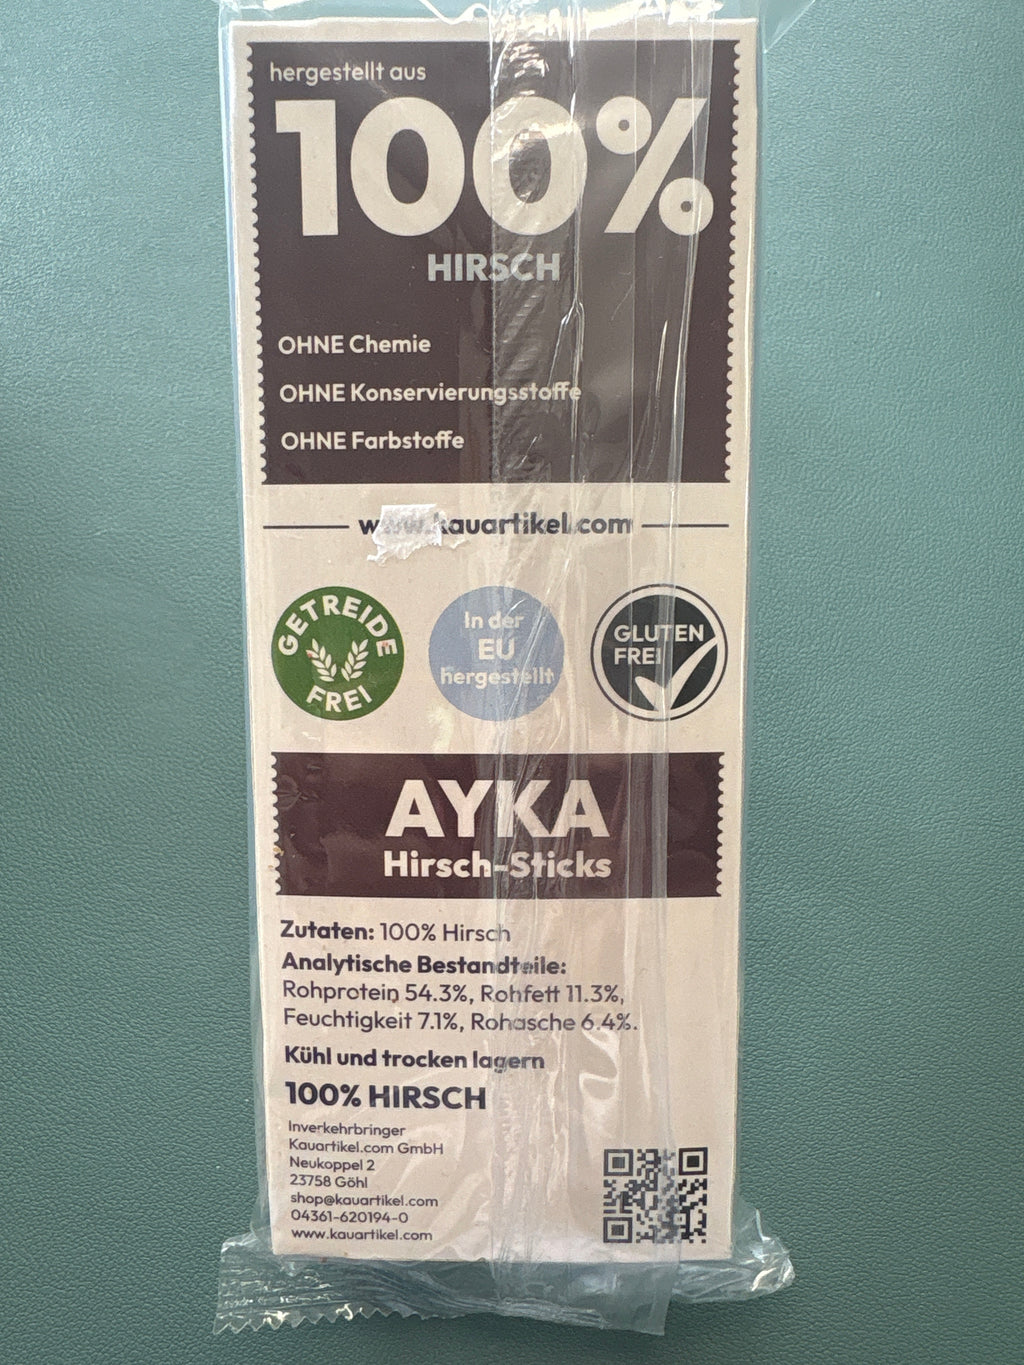 hergestellt aus
100%
HIRSCH
OHNE Chemie
OHNE Konservierungsstoffe
OHNE Farbstoffe
www.kauartikel.com
GETREIDE
FREI
In der
EU
hergestellt
GLUTEN
FREI
AYKA
Hirsch-Sticks
Zutaten: 100% Hirsch
Analytische Bestandteile:
Rohprotein 54.3%, Rohfett 11.3%,
Feuchtigkeit 7.1%, Rohasche 6.4%.
Kühl und trocken lagern
100% HIRSCH
Inverkehrbringer
Kauartikel.com GmbH
Neukoppel 2
23758 Göhl
shop@kauartikel.com
04361-620194-0
www.kauartikel.com